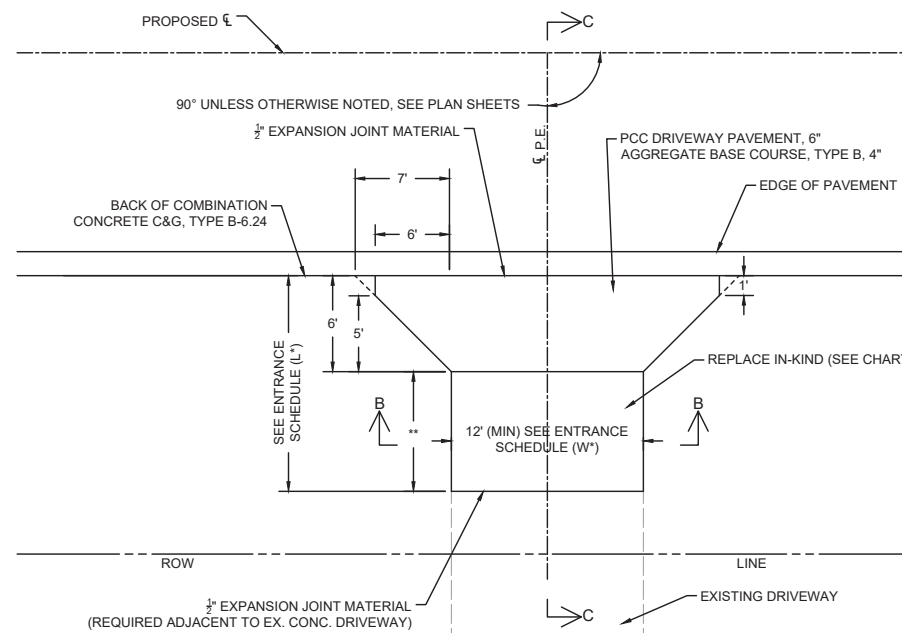 PROPOSED ℄
C
90° UNLESS OTHERWISE NOTED, SEE PLAN SHEETS
½" EXPANSION JOINT MATERIAL
℄ P.E.
PCC DRIVEWAY PAVEMENT, 6"
AGGREGATE BASE COURSE, TYPE B, 4"
7'
EDGE OF PAVEMENT
BACK OF COMBINATION
CONCRETE C&G, TYPE B-6.24
6'
1'
6'
5'
SEE ENTRANCE
SCHEDULE (L*)
REPLACE IN-KIND (SEE CHART
B
B
**
12' (MIN) SEE ENTRANCE
SCHEDULE (W*)
ROW
LINE
½" EXPANSION JOINT MATERIAL
(REQUIRED ADJACENT TO EX. CONC. DRIVEWAY)
C
EXISTING DRIVEWAY